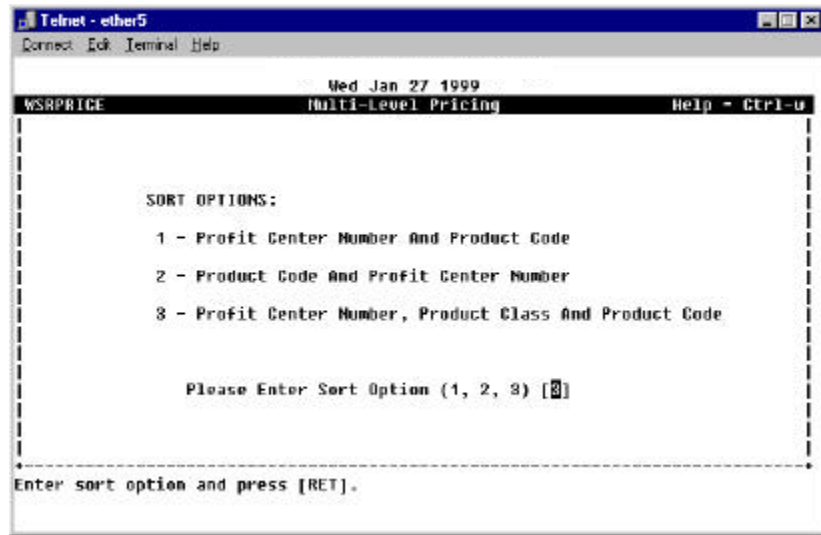 Telnet - ether5
Connect Edit Terminal Help
Wed Jan 27 1999
WSRPRICE Multi-Level Pricing Help - Ctrl-u
SORT OPTIONS:
1 - Profit Center Number And Product Code
2 - Product Code And Profit Center Number
3 - Profit Center Number, Product Class And Product Code
Please Enter Sort Option (1, 2, 3) [3]
Enter sort option and press [RET].